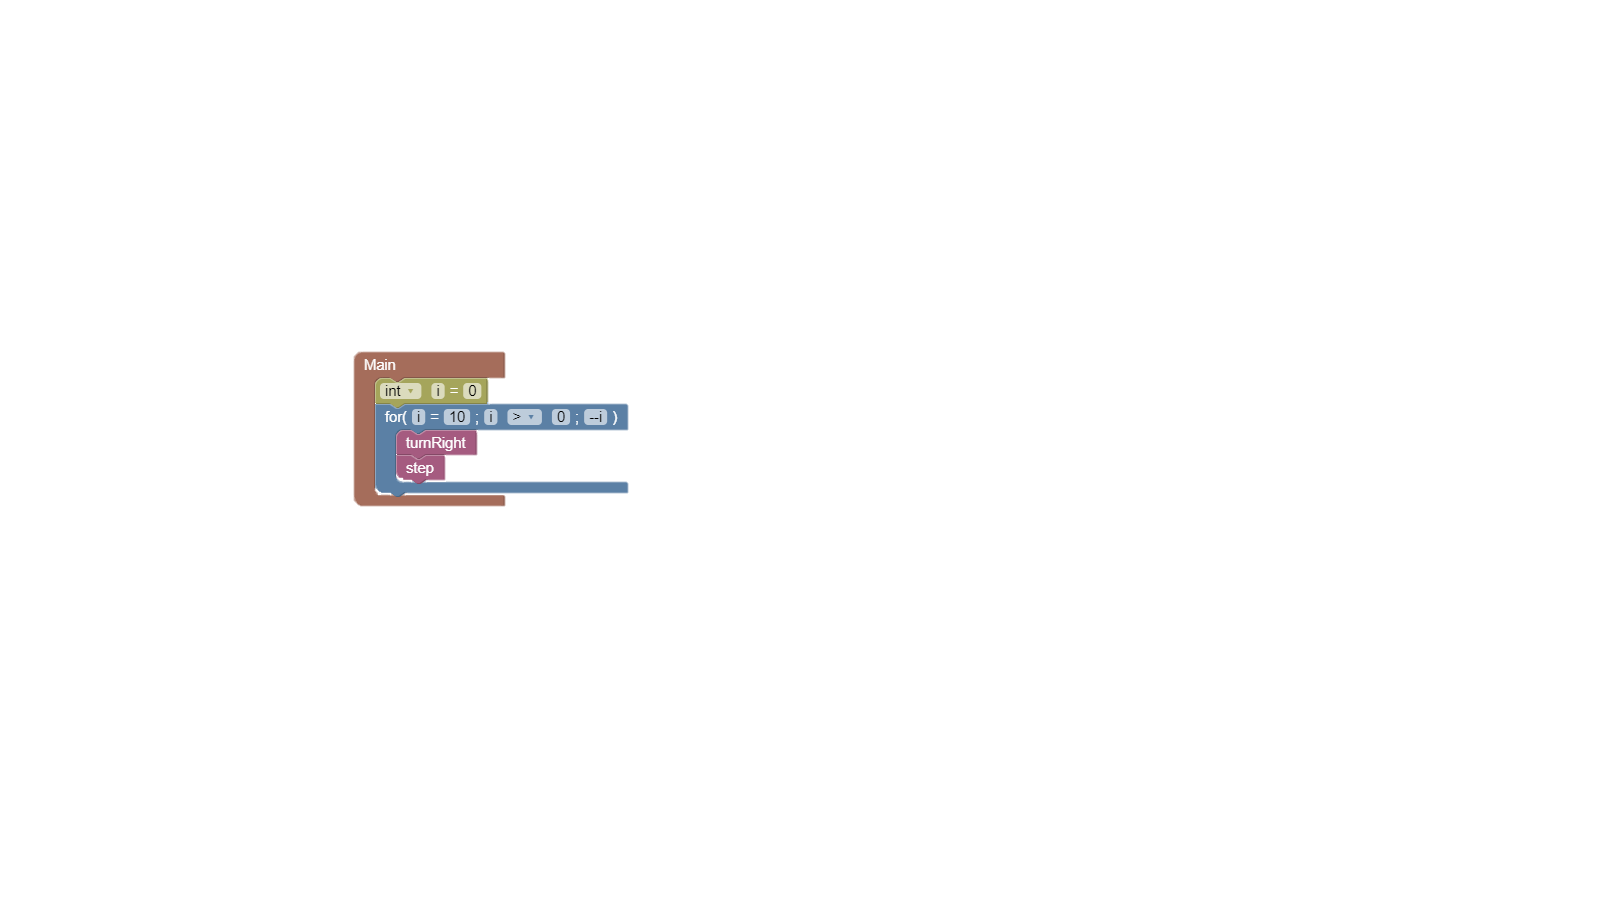 Main
int i = 0
for( i = 10 ; i > 0 ; --i )
turnRight
step